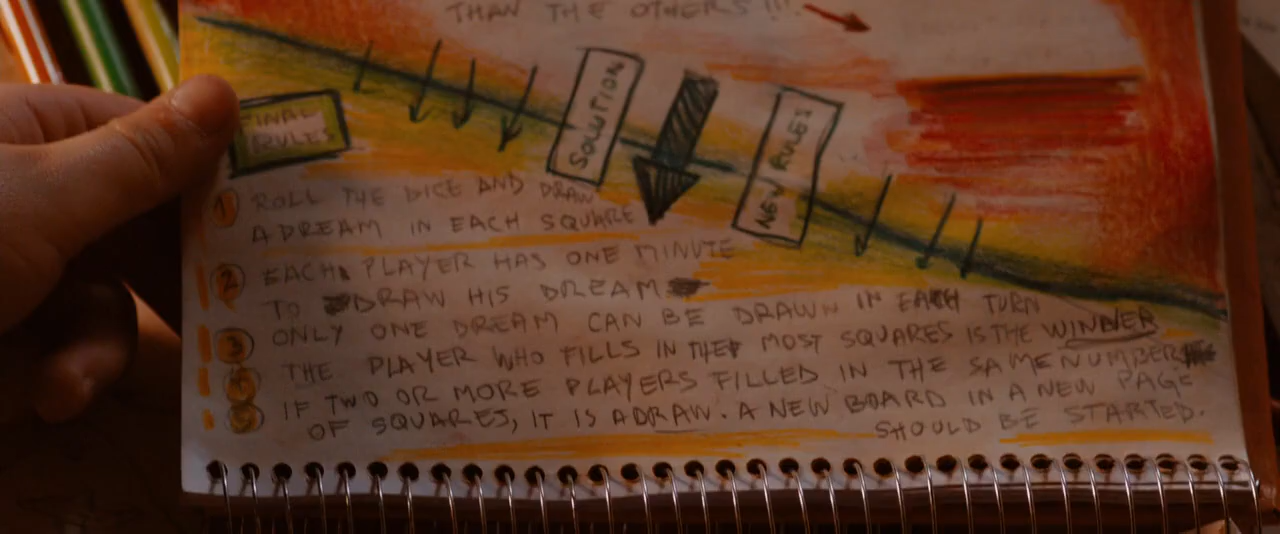 THAN THE OTHERS!!!
SOLUTION
NEW RULES
FINAL
RULES
1 ROLL THE DICE AND DRAW
A DREAM IN EACH SQUARE
2 EACH PLAYER HAS ONE MINUTE
TO DRAW HIS DREAM
3 ONLY ONE DREAM CAN BE DRAWN IN EACH TURN
THE PLAYER WHO FILLS IN THE MOST SQUARES IS THE WINNER
5 IF TWO OR MORE PLAYERS FILLED IN THE SAME NUMBER
OF SQUARES, IT IS A DRAW. A NEW BOARD IN A NEW PAGE
SHOULD BE STARTED.